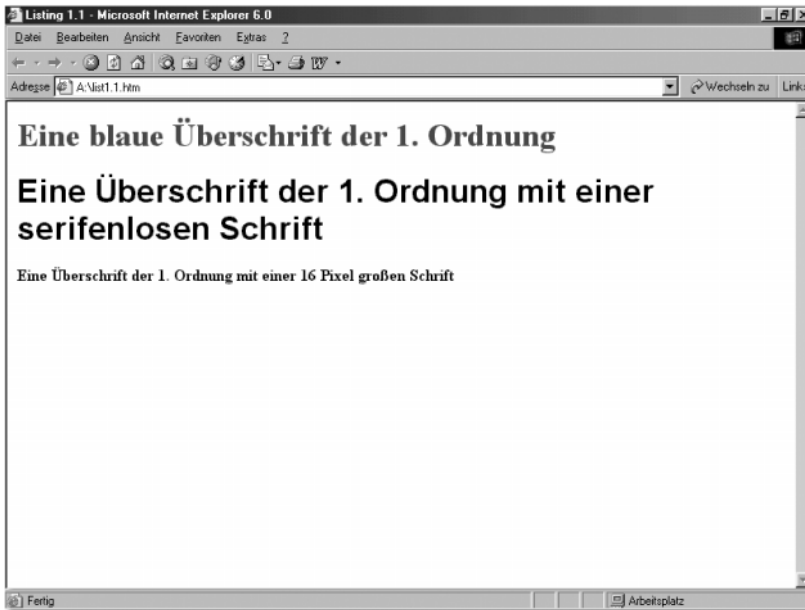 Listing 1.1 - Microsoft Internet Explorer 6.0
Datei Bearbeiten Ansicht Favoriten Extras ?
Adresse A:\list1.1.htm Wechseln zu Links
Eine blaue Überschrift der 1. Ordnung
Eine Überschrift der 1. Ordnung mit einer
serifenlosen Schrift
Eine Überschrift der 1. Ordnung mit einer 16 Pixel großen Schrift
Fertig Arbeitsplatz